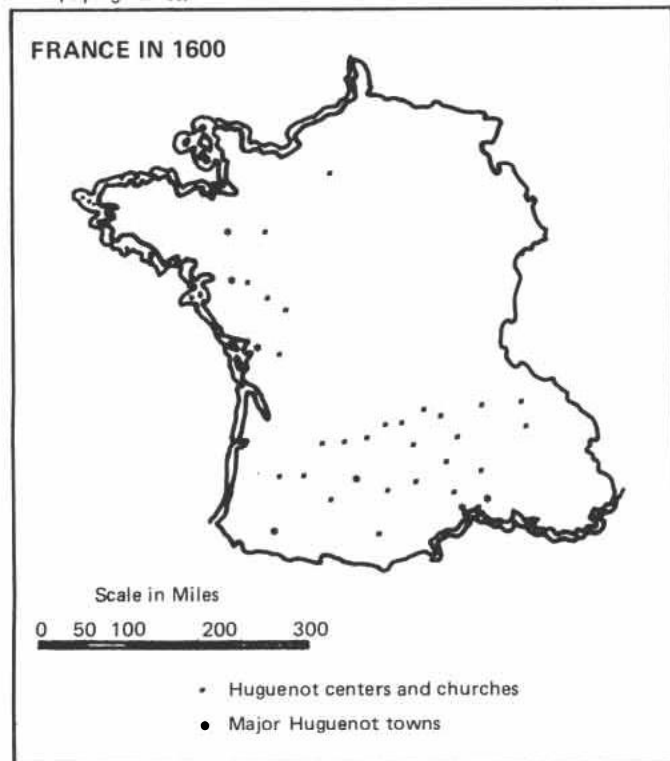 FRANCE IN 1600
Scale in Miles
0 50 100 200 300
Huguenot centers and churches
Major Huguenot towns